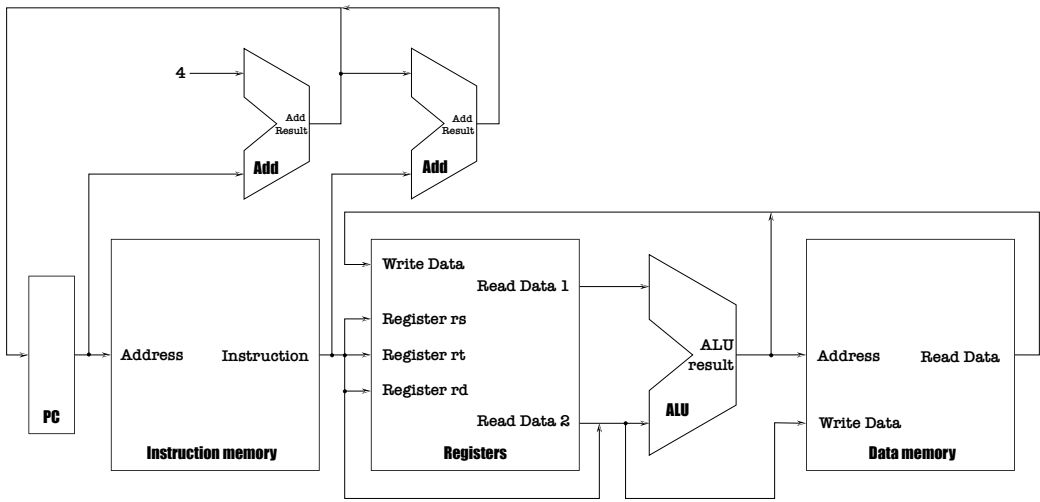 4
Add
Result
Add
Add
Result
Add
Write Data
Read Data 1
Register rs
Address
Instruction
Register rt
ALU
result
Address
Read Data
Register rd
PC
ALU
Read Data 2
Write Data
Instruction memory
Registers
Data memory